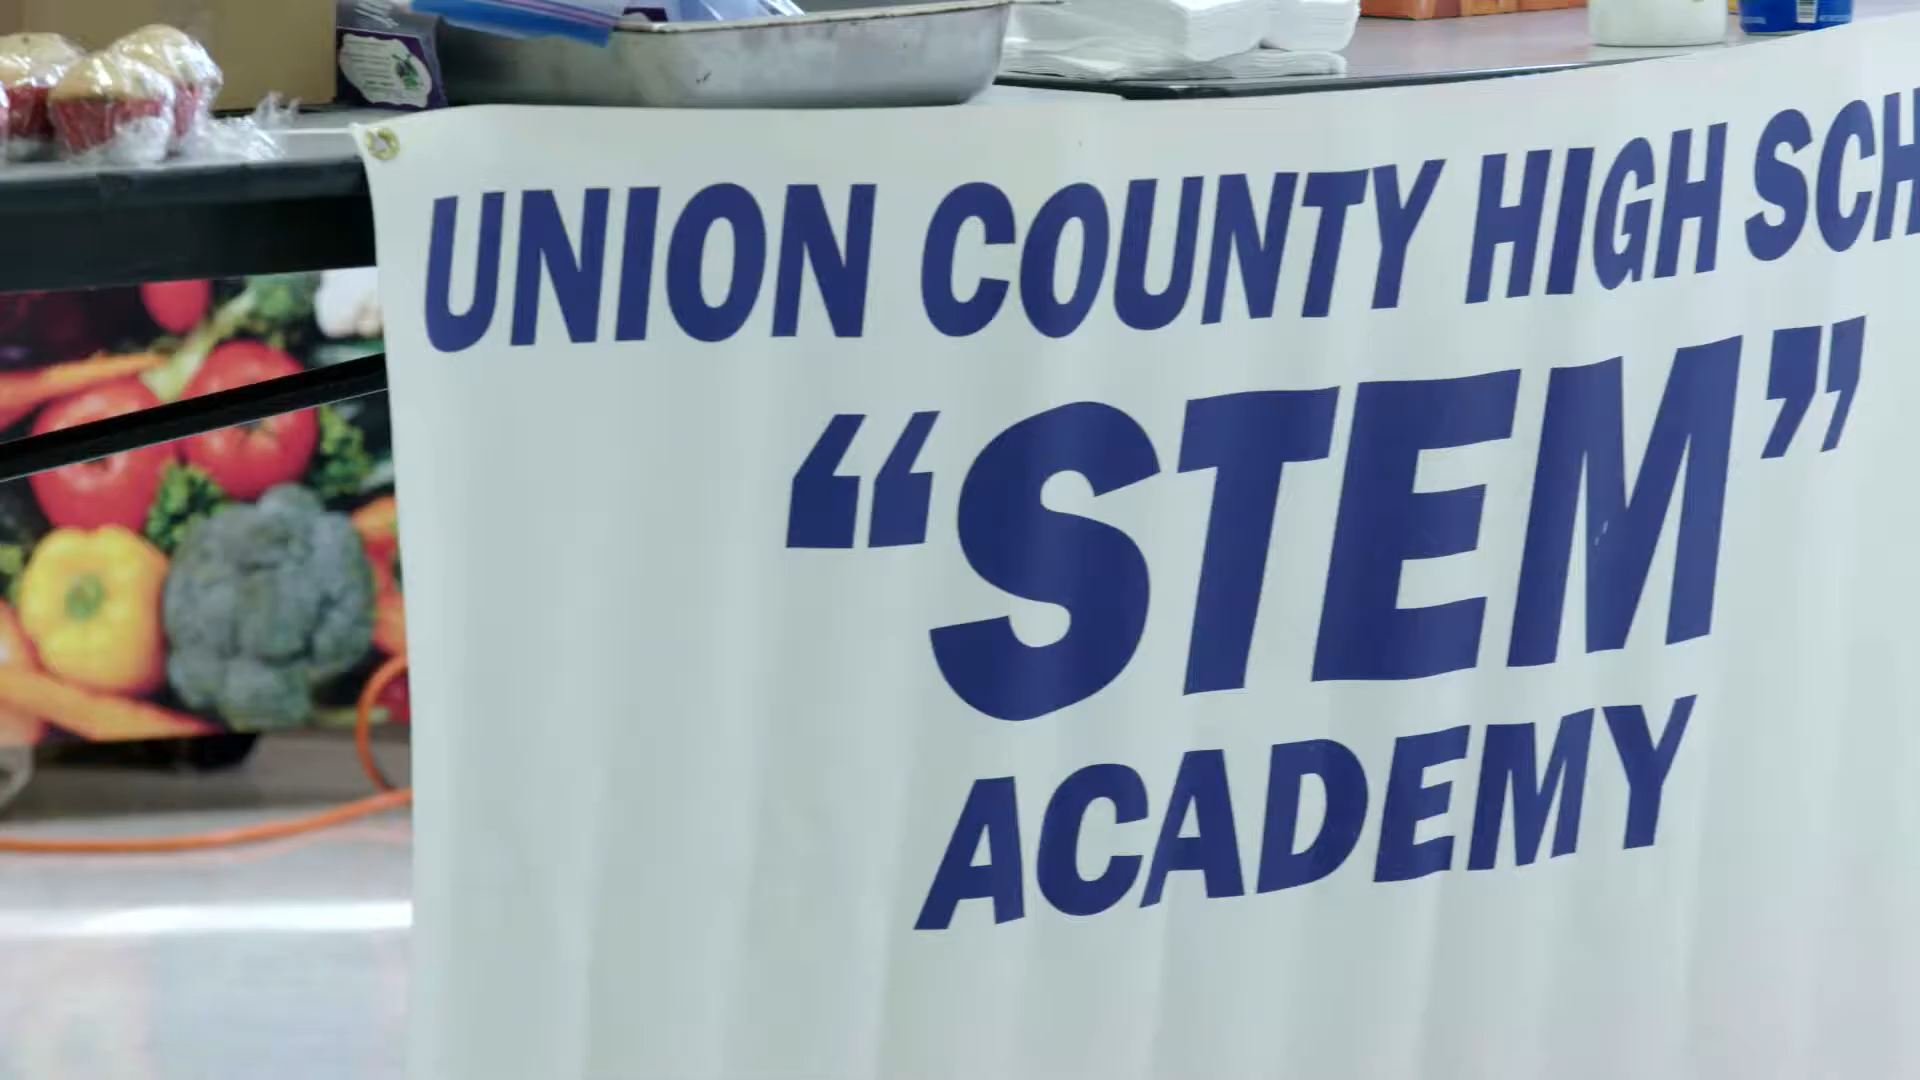 UNION COUNTY HIGH SCH
“STEM”
ACADEMY